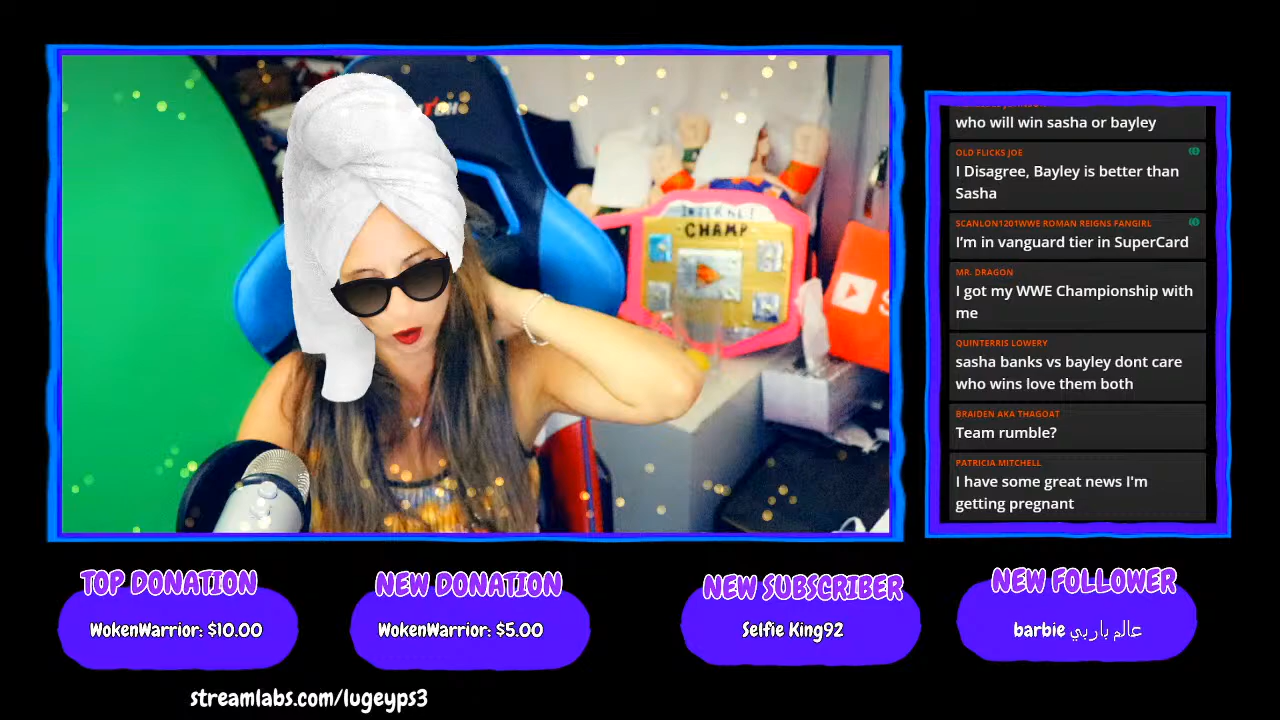 INTERNET
CHAMP
who will win sasha or bayley
OLD FLICKS JOE
I Disagree, Bayley is better than
Sasha
SCANLON1201WWE ROMAN REIGNS FANGIRL
I'm in vanguard tier in SuperCard
MR. DRAGON
I got my WWE Championship with
me
QUINTERRIS LOWERY
sasha banks vs bayley dont care
who wins love them both
BRAIDEN AKA THAGOAT
Team rumble?
PATRICIA MITCHELL
I have some great news I'm
getting pregnant
TOP DONATION
WokenWarrior: $10.00
NEW DONATION
WokenWarrior: $5.00
NEW SUBSCRIBER
Selfie King92
NEW FOLLOWER
barbie عالم باربي
streamlabs.com/lugeyps3